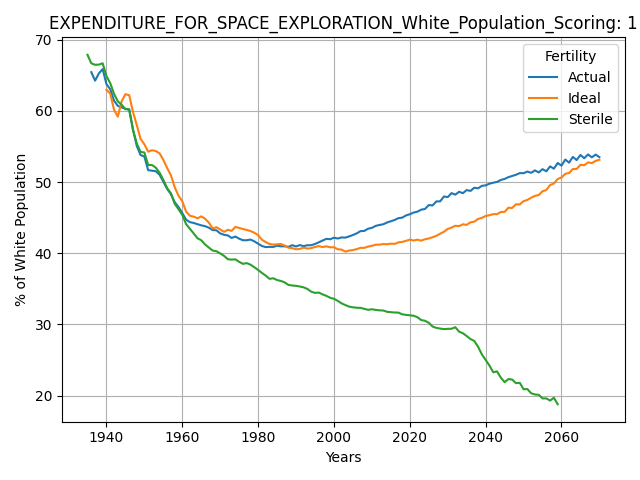 EXPENDITURE_FOR_SPACE_EXPLORATION_White_Population_Scoring: 1
Fertility
Actual
Ideal
Sterile
% of White Population
70
60
50
40
30
20
1940 1960 1980 2000 2020 2040 2060
Years